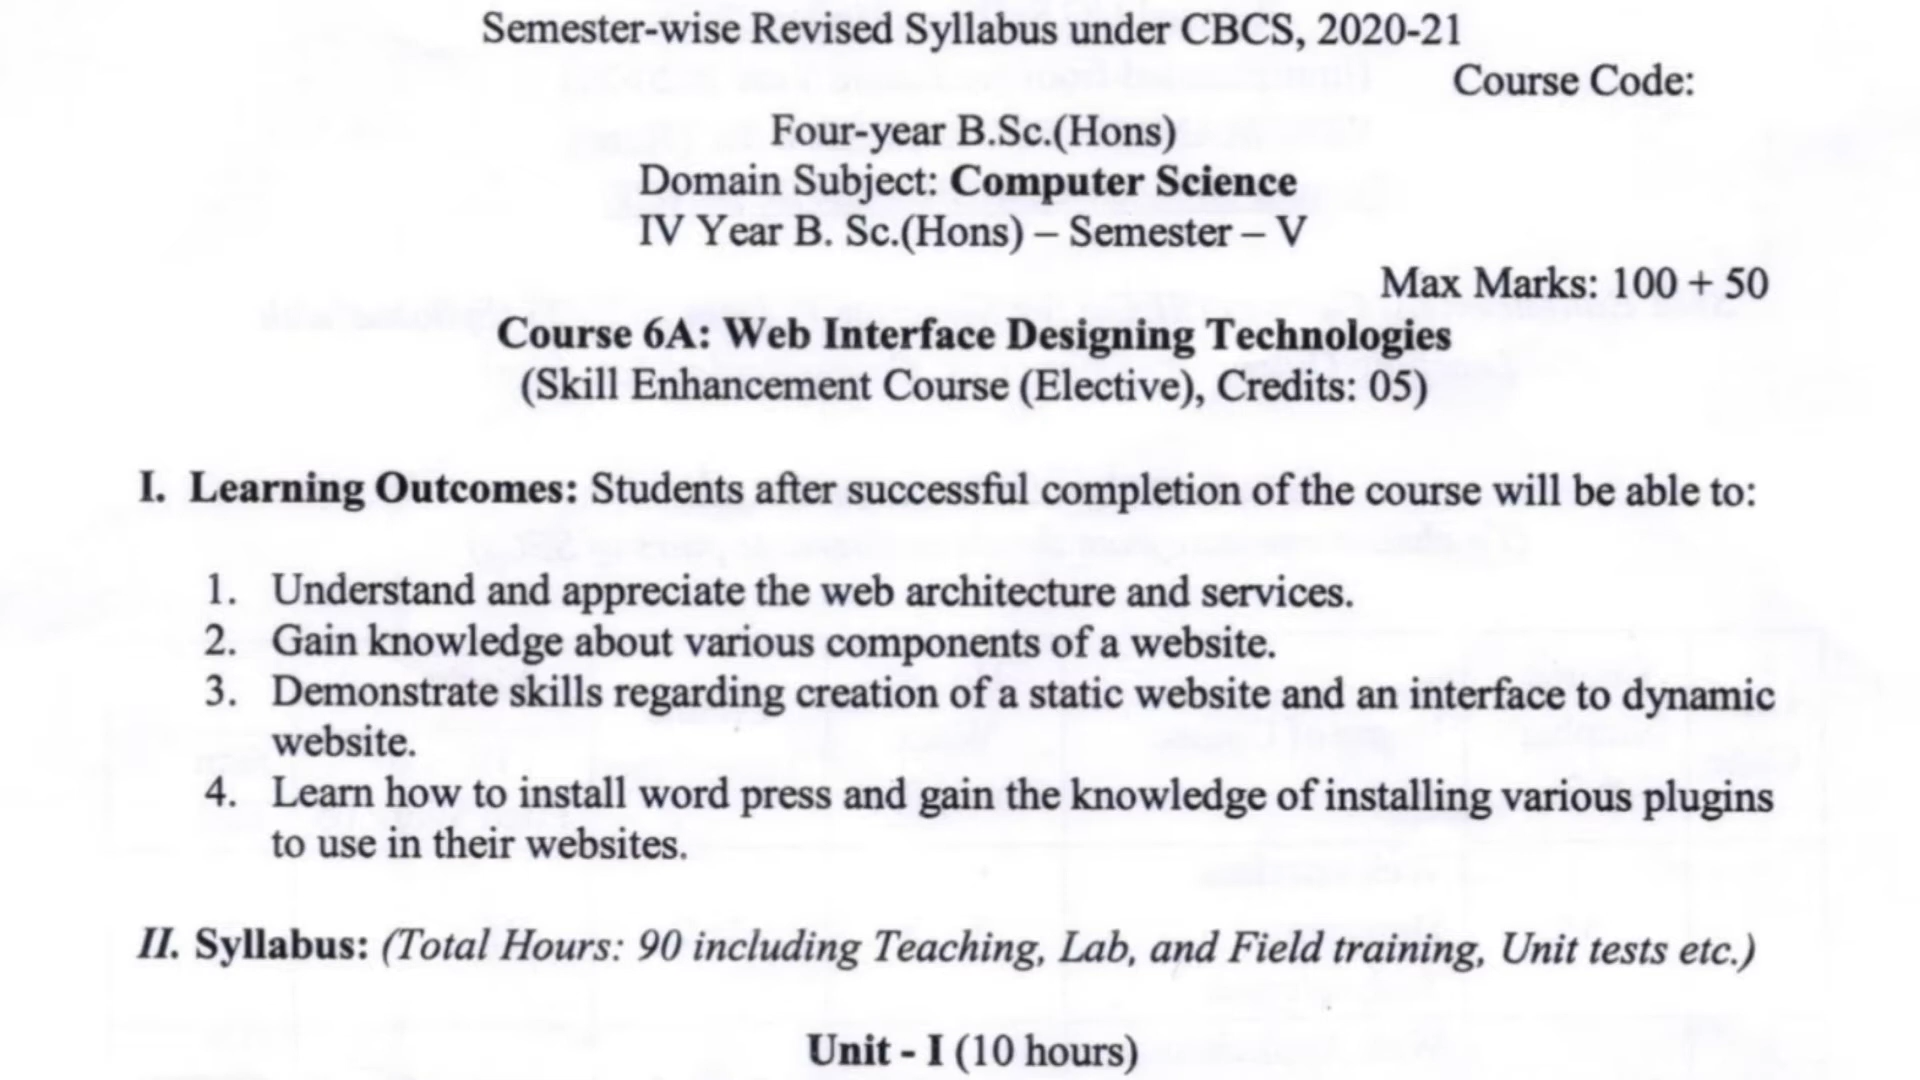 Semester-wise Revised Syllabus under CBCS, 2020-21
Course Code:
Four-year B.Sc.(Hons)
Domain Subject: Computer Science
IV Year B. Sc.(Hons) – Semester – V
Max Marks: 100 + 50
Course 6A: Web Interface Designing Technologies
(Skill Enhancement Course (Elective), Credits: 05)
I. Learning Outcomes: Students after successful completion of the course will be able to:
1. Understand and appreciate the web architecture and services.
2. Gain knowledge about various components of a website.
3. Demonstrate skills regarding creation of a static website and an interface to dynamic
website.
4. Learn how to install word press and gain the knowledge of installing various plugins
to use in their websites.
II. Syllabus: (Total Hours: 90 including Teaching, Lab, and Field training, Unit tests etc.)
Unit - I (10 hours)